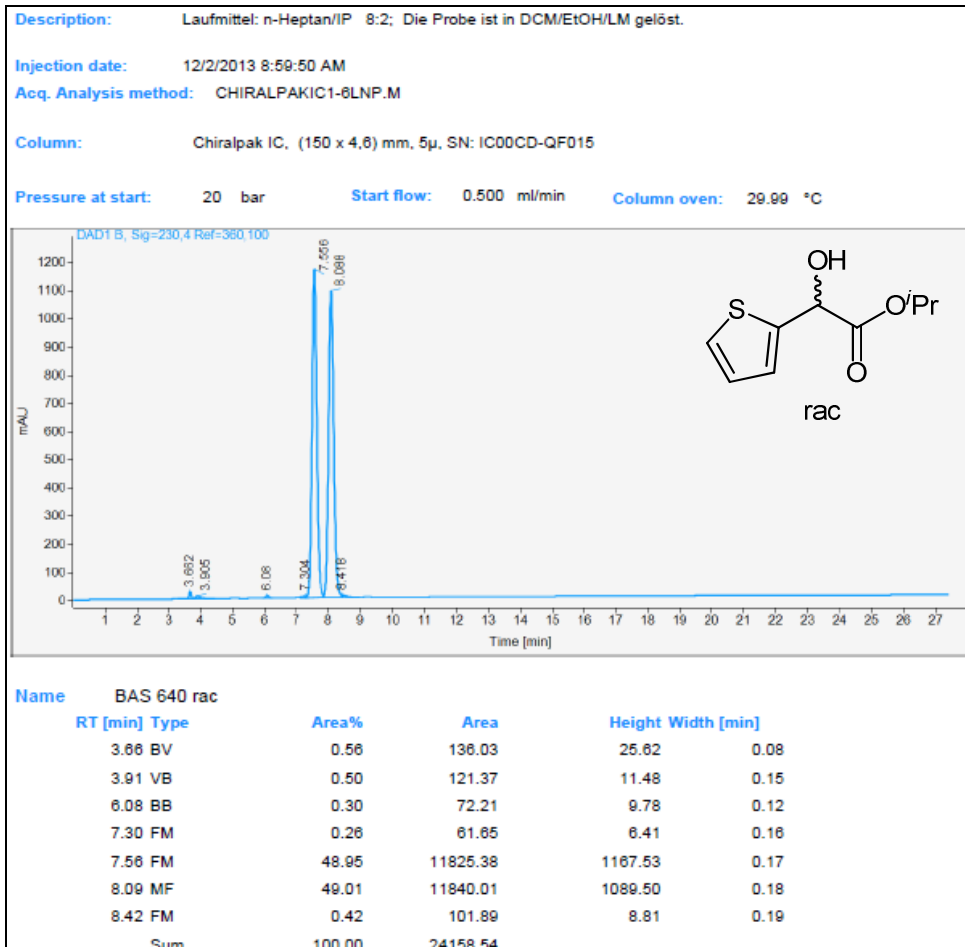 Description: Laufmittel: n-Heptan/IP 8:2; Die Probe ist in DCM/EtOH/LM gelöst.
Injection date: 12/2/2013 8:59:50 AM
Acq. Analysis method: CHIRALPAKIC1-6LNP.M
Column: Chiralpak IC, (150 x 4,6) mm, 5µ, SN: IC00CD-QF015
Pressure at start: 20 bar Start flow: 0.500 ml/min Column oven: 29.99 °C
DAD1 B, Sig=230,4 Ref=360,100
7.556
8.088
1200
1100
1000
900
800
700
600
500
400
300
200
100
0
mAU
3.662
3.905
6.08
7.304
8.418
OH
S
OiPr
O
rac
1 2 3 4 5 6 7 8 9 10 11 12 13 14 15 16 17 18 19 20 21 22 23 24 25 26 27
Time [min]
Name BAS 640 rac
RT [min] Type Area% Area Height Width [min]
3.66 BV 0.56 136.03 25.62 0.08
3.91 VB 0.50 121.37 11.48 0.15
6.08 BB 0.30 72.21 9.78 0.12
7.30 FM 0.26 61.65 6.41 0.16
7.56 FM 48.95 11825.38 1167.53 0.17
8.09 MF 49.01 11840.01 1089.50 0.18
8.42 FM 0.42 101.89 8.81 0.19
Sum 100.00 24158.54